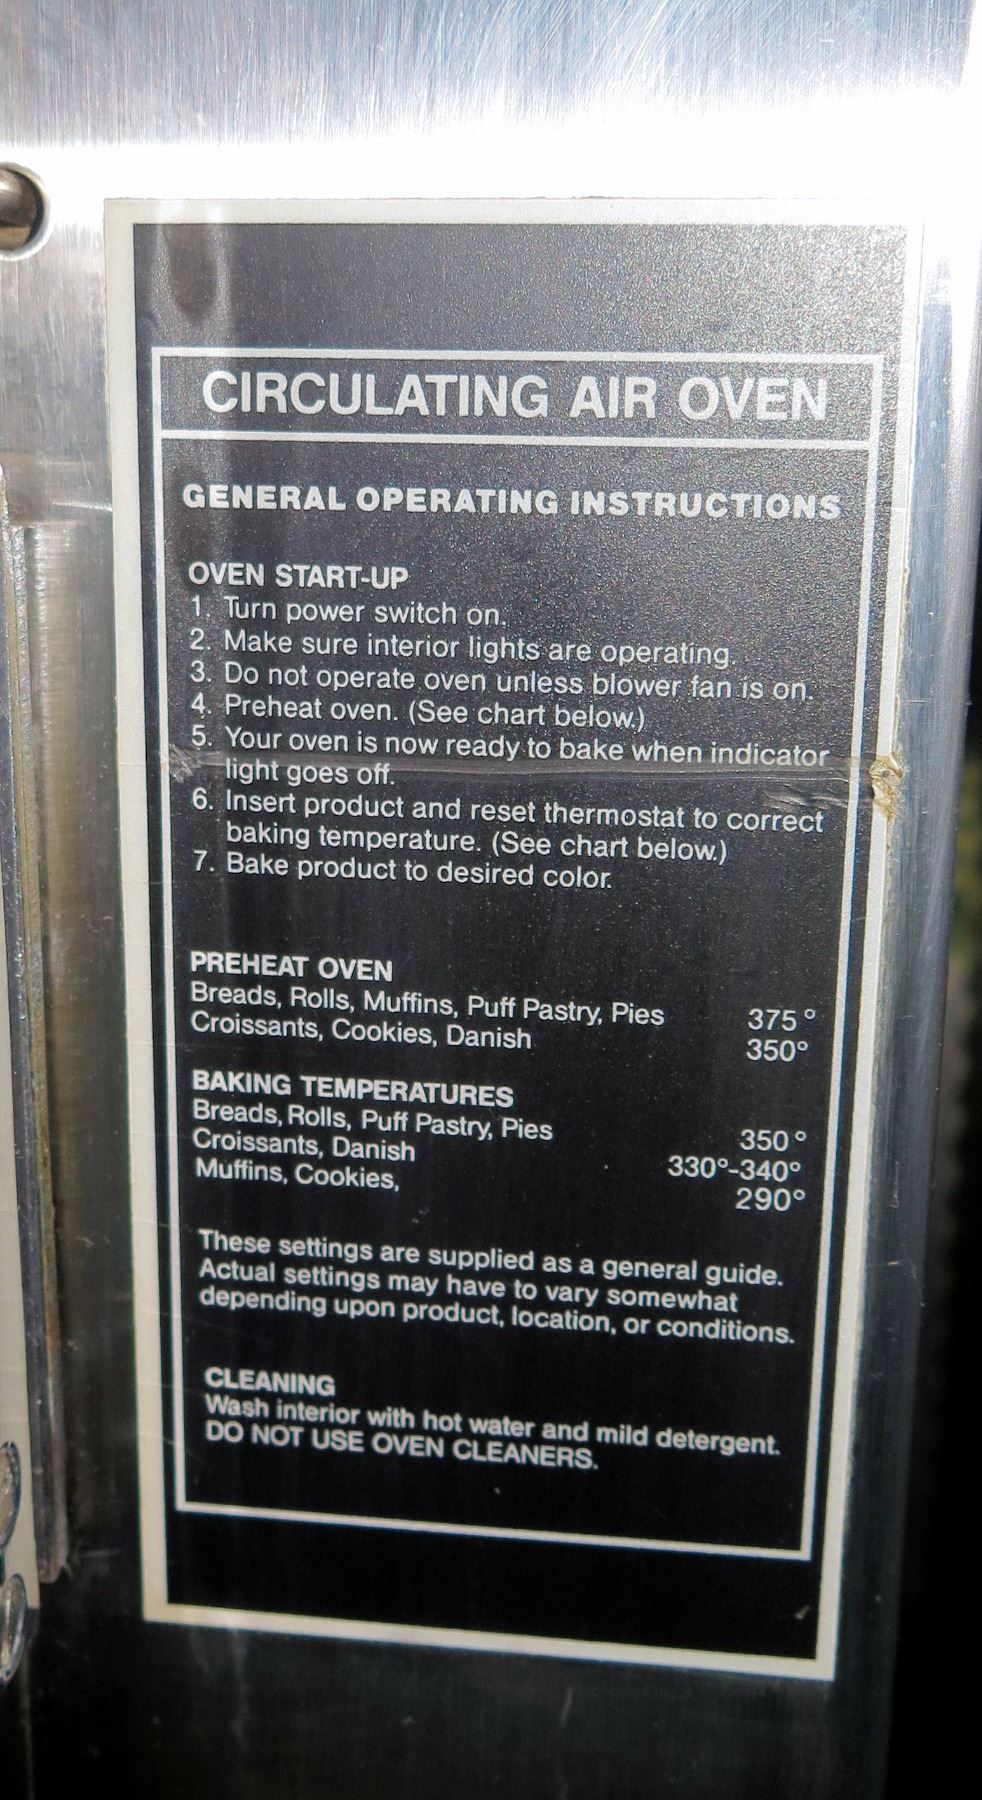 CIRCULATING AIR OVEN
GENERAL OPERATING INSTRUCTIONS
OVEN START-UP
1. Turn power switch on.
2. Make sure interior lights are operating.
3. Do not operate oven unless blower fan is on.
4. Preheat oven. (See chart below.)
5. Your oven is now ready to bake when indicator
light goes off.
6. Insert product and reset thermostat to correct
baking temperature. (See chart below.)
7. Bake product to desired color.
PREHEAT OVEN
Breads, Rolls, Muffins, Puff Pastry, Pies 375°
Croissants, Cookies, Danish 350°
BAKING TEMPERATURES
Breads, Rolls, Puff Pastry, Pies 350°
Croissants, Danish 330°-340°
Muffins, Cookies, 290°
These settings are supplied as a general guide.
Actual settings may have to vary somewhat
depending upon product, location, or conditions.
CLEANING
Wash interior with hot water and mild detergent.
DO NOT USE OVEN CLEANERS.